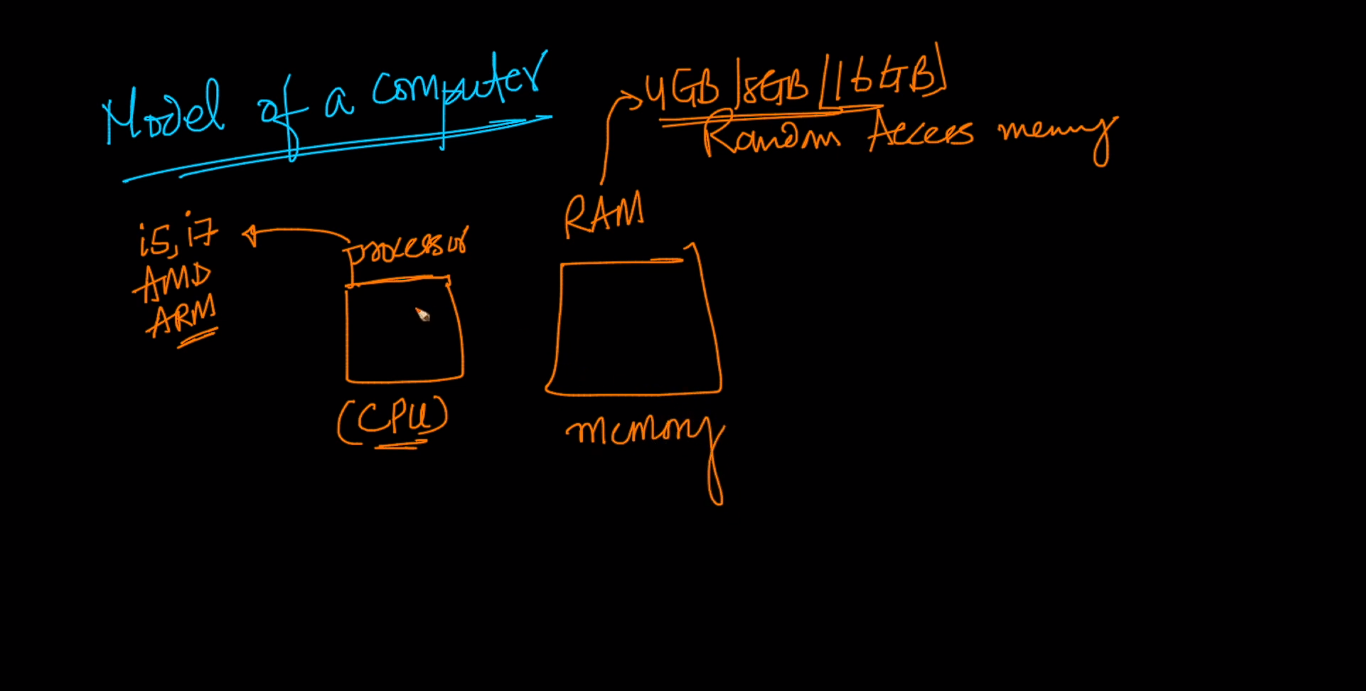 Model of a computer
4GB/8GB/16GB
Random Access memory
RAM
i5, i7
AMD
ARM
processor
(CPU)
memory